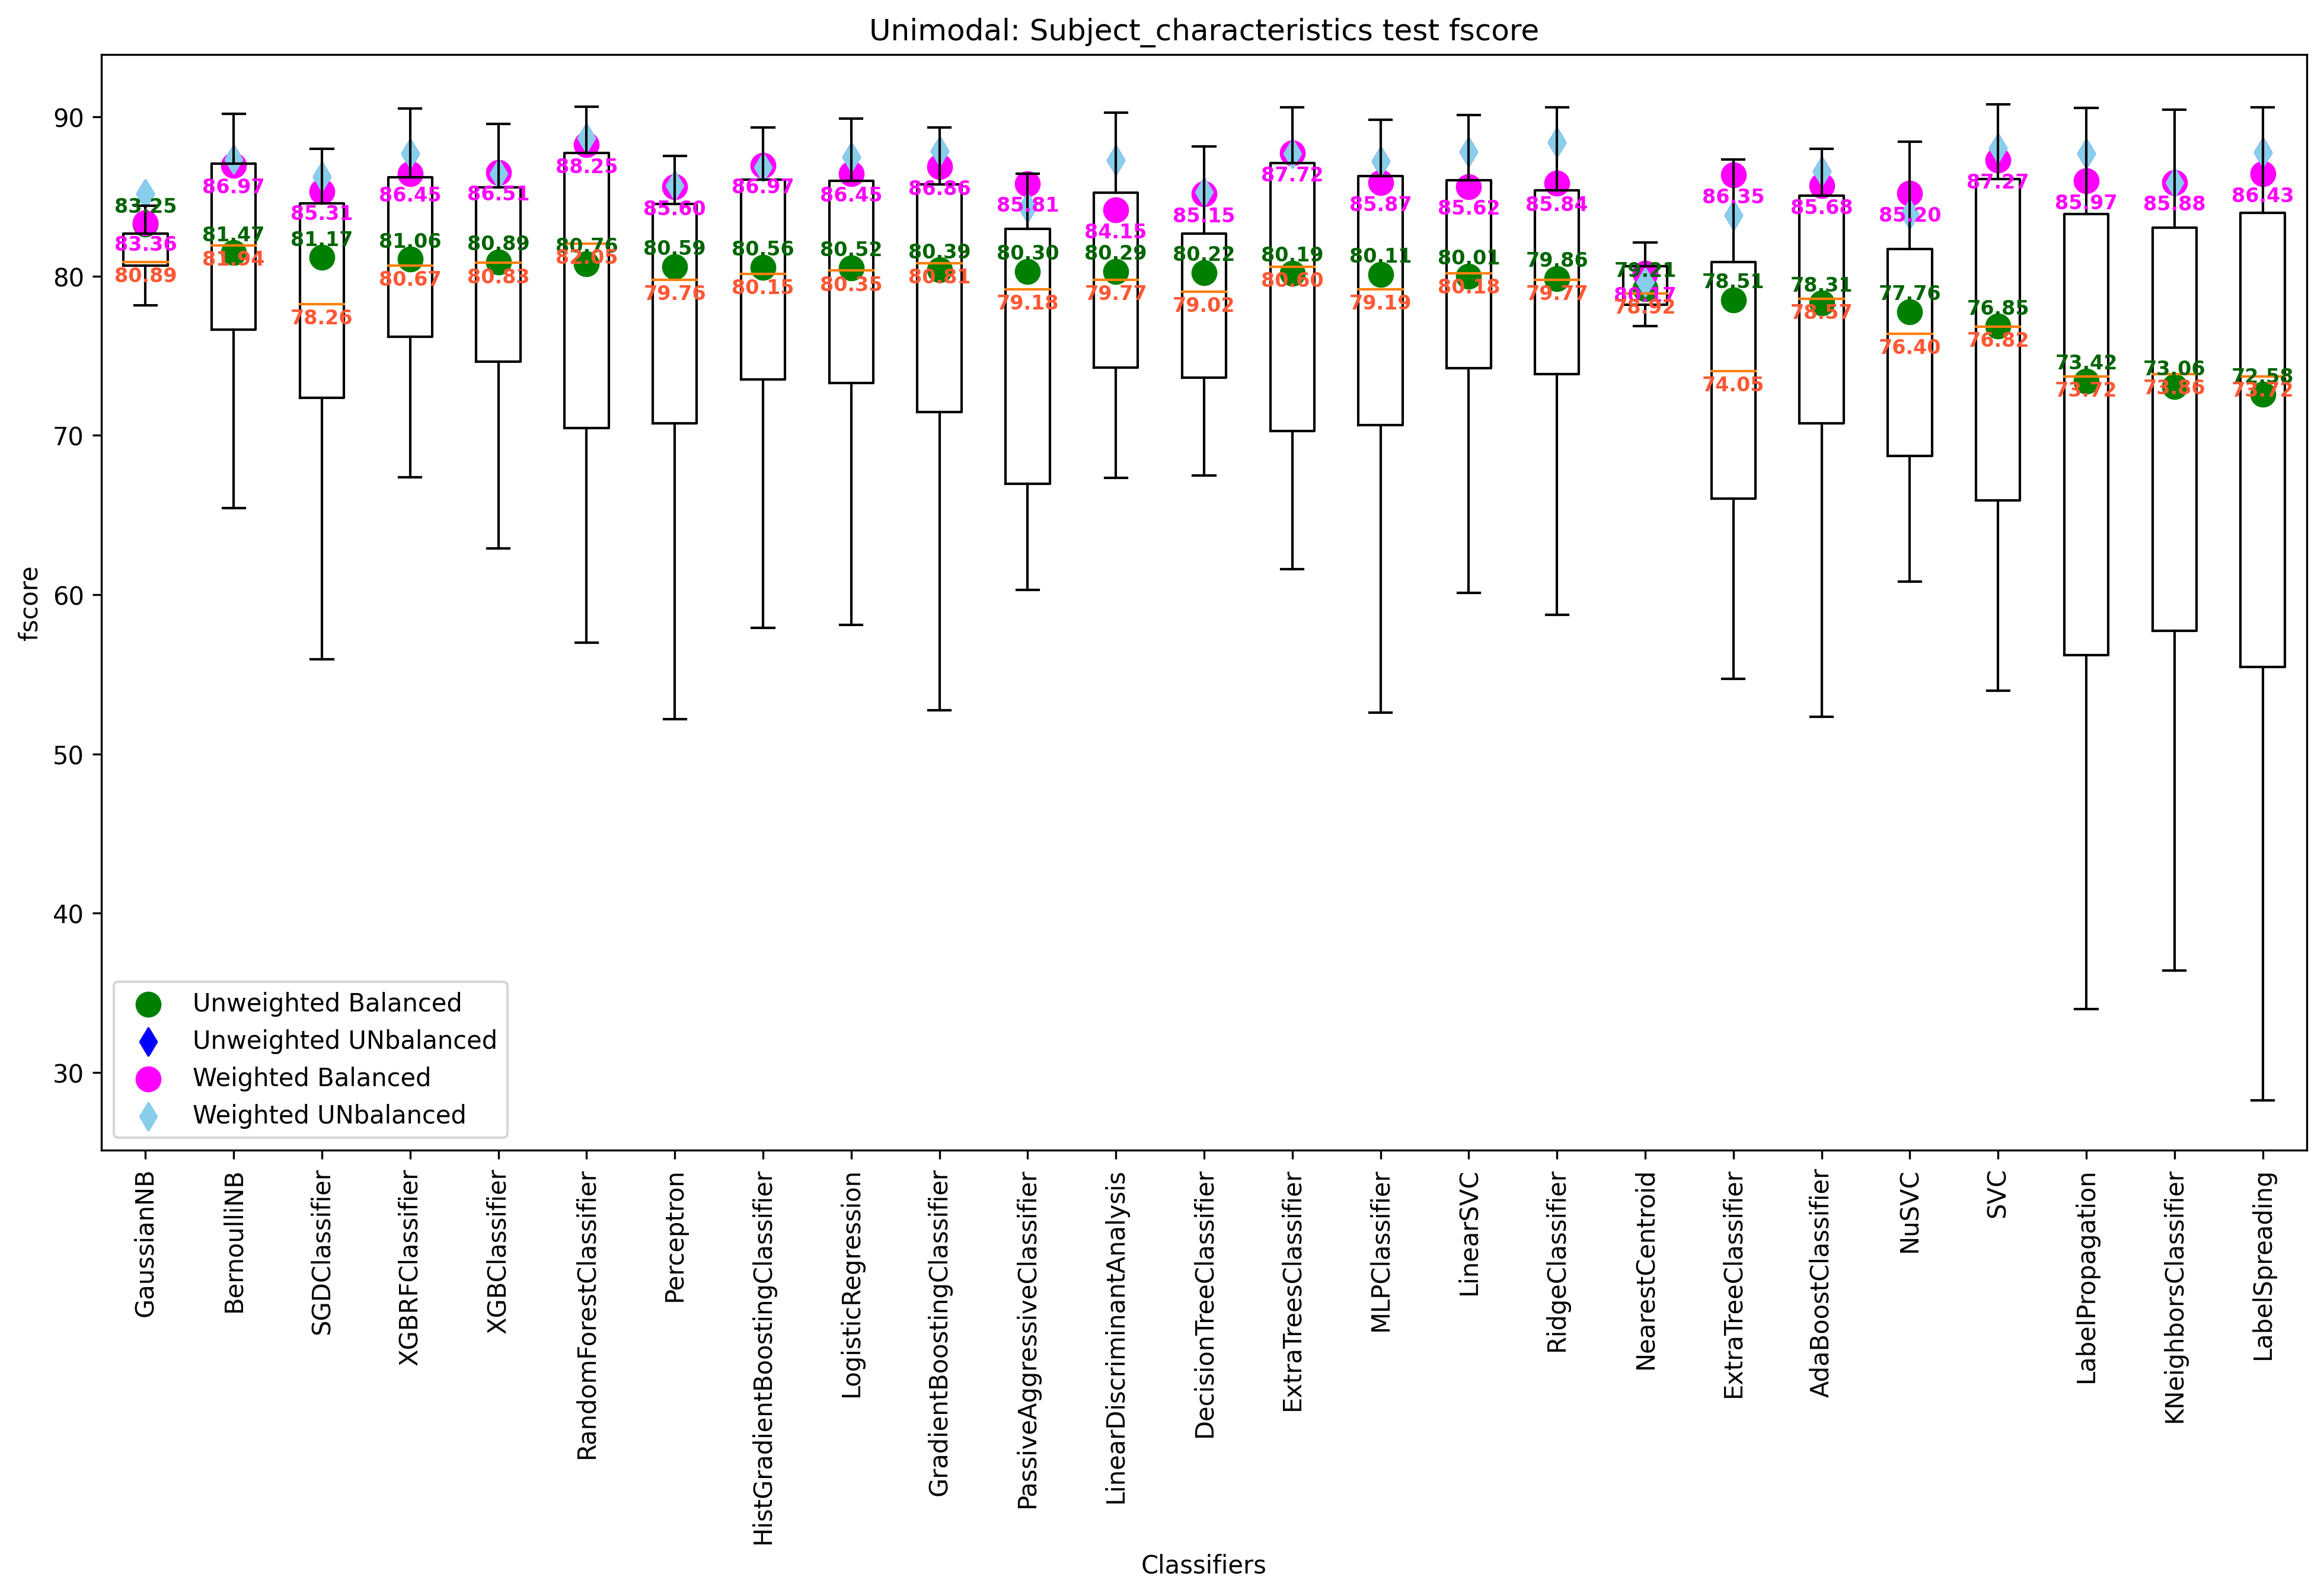 Unimodal: Subject_characteristics test fscore
fscore
90
80
70
60
50
40
30
83.25
83.36
80.89
81.47
86.97
81.94
81.17
85.31
78.26
81.06
86.45
80.67
80.89
86.51
80.83
80.76
88.25
82.05
80.59
85.60
79.76
80.56
86.97
80.15
80.52
86.45
80.35
80.39
86.86
80.81
80.30
85.81
79.18
80.29
84.15
79.77
80.22
85.15
79.02
80.19
87.72
80.60
80.11
85.87
79.19
80.01
85.62
80.18
79.86
85.84
79.77
79.21
80.17
78.92
78.51
86.35
74.05
78.31
85.68
78.57
77.76
85.20
76.40
76.85
87.27
76.82
73.42
85.97
73.72
73.06
85.88
73.86
72.58
86.43
73.72
Unweighted Balanced
Unweighted UNbalanced
Weighted Balanced
Weighted UNbalanced
GaussianNB
BernoulliNB
SGDClassifier
XGBRFClassifier
XGBClassifier
RandomForestClassifier
Perceptron
HistGradientBoostingClassifier
LogisticRegression
GradientBoostingClassifier
PassiveAggressiveClassifier
LinearDiscriminantAnalysis
DecisionTreeClassifier
ExtraTreesClassifier
MLPClassifier
LinearSVC
RidgeClassifier
NearestCentroid
ExtraTreeClassifier
AdaBoostClassifier
NuSVC
SVC
LabelPropagation
KNeighborsClassifier
LabelSpreading
Classifiers